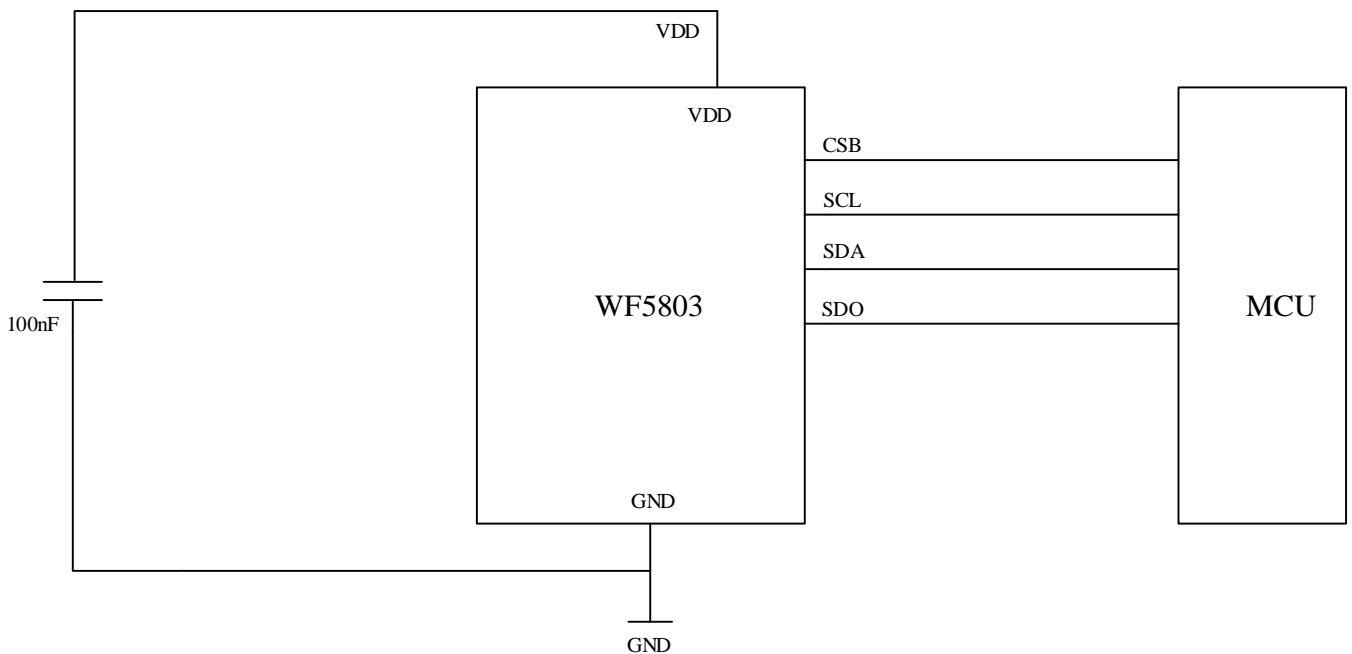 VDD
VDD
CSB
SCL
SDA
WF5803
MCU
SDO
100nF
GND
GND